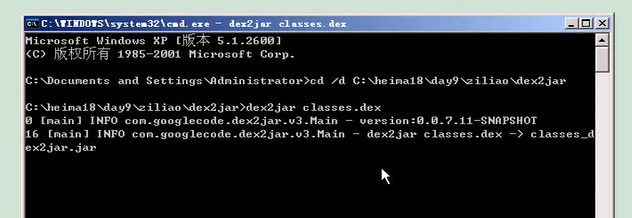 C:\WINDOWS\system32\cmd.exe - dex2jar classes.dex
Microsoft Windows XP [版本 5.1.2600]
(C) 版权所有 1985-2001 Microsoft Corp.
C:\Documents and Settings\Administrator>cd /d C:\heima18\day9\ziliao\dex2jar
C:\heima18\day9\ziliao\dex2jar>dex2jar classes.dex
0 [main] INFO com.googlecode.dex2jar.v3.Main - version:0.0.7.11-SNAPSHOT
16 [main] INFO com.googlecode.dex2jar.v3.Main - dex2jar classes.dex -> classes_d
ex2jar.jar